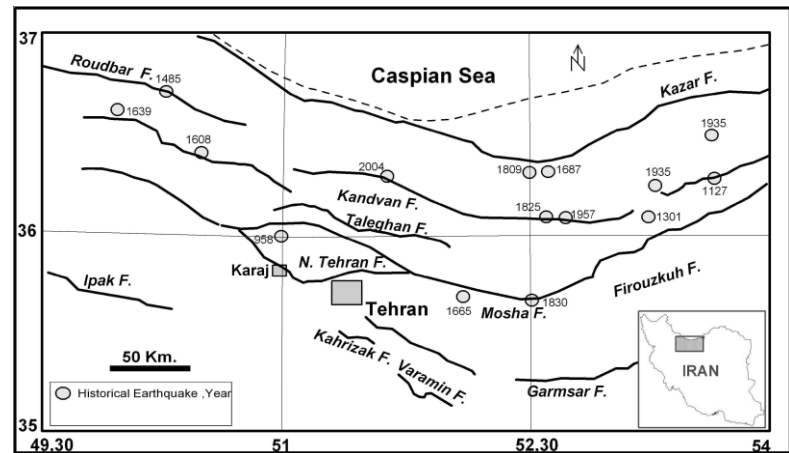 37
Roudbar F.
1485
Caspian Sea
N
Kazar F.
1639
1608
1935
2004
1809
1687
1935
1127
Kandvan F.
1825
1957
1301
36
Taleqhan F.
958
Karaj
N. Tehran F.
Ipak F.
Tehran
1665
Mosha F.
1830
Firouzkuh F.
50 Km.
Kahrizak F.
Varamin F.
Garmsar F.
IRAN
Historical Earthquake ,Year
35
49.30
51
52,30
54